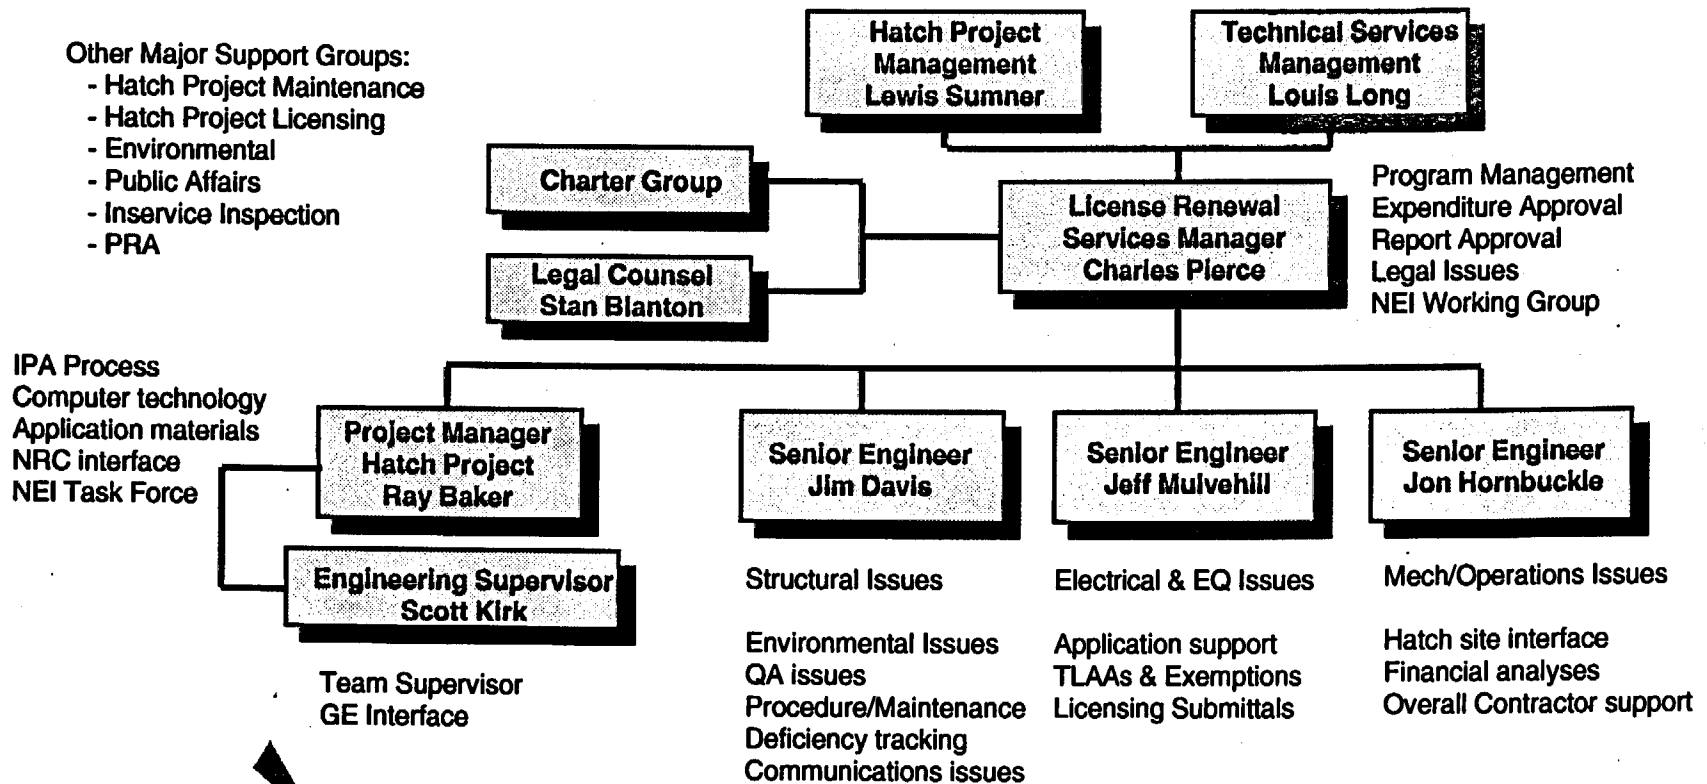 Other Major Support Groups:
- Hatch Project Maintenance
- Hatch Project Licensing
- Environmental
- Public Affairs
- Inservice Inspection
- PRA
Hatch Project
Management
Lewis Sumner
Technical Services
Management
Louis Long
Charter Group
Legal Counsel
Stan Blanton
License Renewal
Services Manager
Charles Pierce
Program Management
Expenditure Approval
Report Approval
Legal Issues
NEI Working Group
IPA Process
Computer technology
Application materials
NRC interface
NEI Task Force
Project Manager
Hatch Project
Ray Baker
Engineering Supervisor
Scott Kirk
Team Supervisor
GE Interface
Senior Engineer
Jim Davis
Structural Issues
Environmental Issues
QA issues
Procedure/Maintenance
Deficiency tracking
Communications issues
Senior Engineer
Jeff Mulvehill
Electrical & EQ Issues
Application support
TLAAs & Exemptions
Licensing Submittals
Senior Engineer
Jon Hornbuckle
Mech/Operations Issues
Hatch site interface
Financial analyses
Overall Contractor support